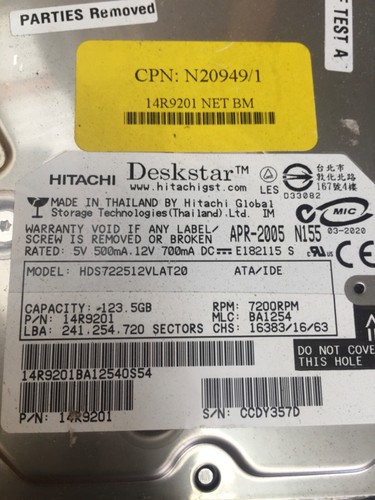 PARTIES Removed
F TEST A
CPN: N20949/1
14R9201 NET BM
HITACHI Deskstar™
www.hitachigst.com
LES
D33082
台北市
敦化北路
167號4樓
MADE IN THAILAND BY Hitachi Global
Storage Technologies(Thailand).Ltd. IM
MIC
WARRANTY VOID IF ANY LABEL/
SCREW IS REMOVED OR BROKEN
APR-2005 N155
03-2020
RATED: 5V 500mA.12V 700mA DC E182115 S
CE
MODEL: HDS722512VLAT20 ATA/IDE
CAPACITY: 123.5GB RPM: 7200RPM
P/N: 14R9201 MLC: BA1254
LBA: 241.254.720 SECTORS CHS: 16383/16/63
DO NOT COVER
THIS HOLE
14R9201BA12540S54
P/N: 14R9201
S/N: CCDY357D